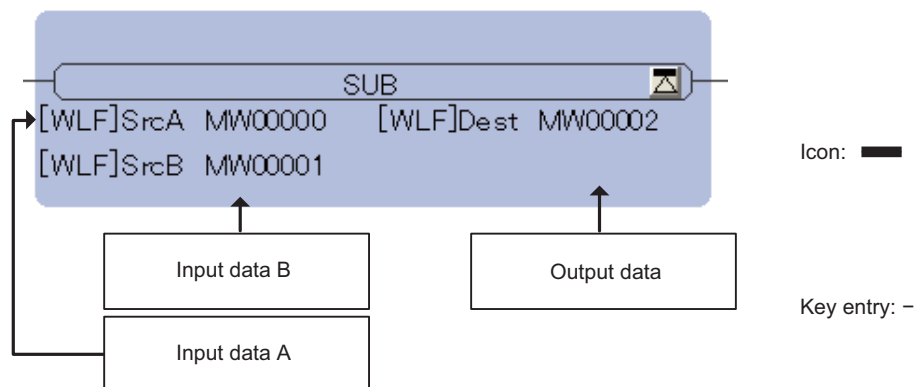 SUB
[WLF]SrcA MW00000 [WLF]Dest MW00002
[WLF]SrcB MW00001
Icon:
Input data B
Output data
Key entry: −
Input data A